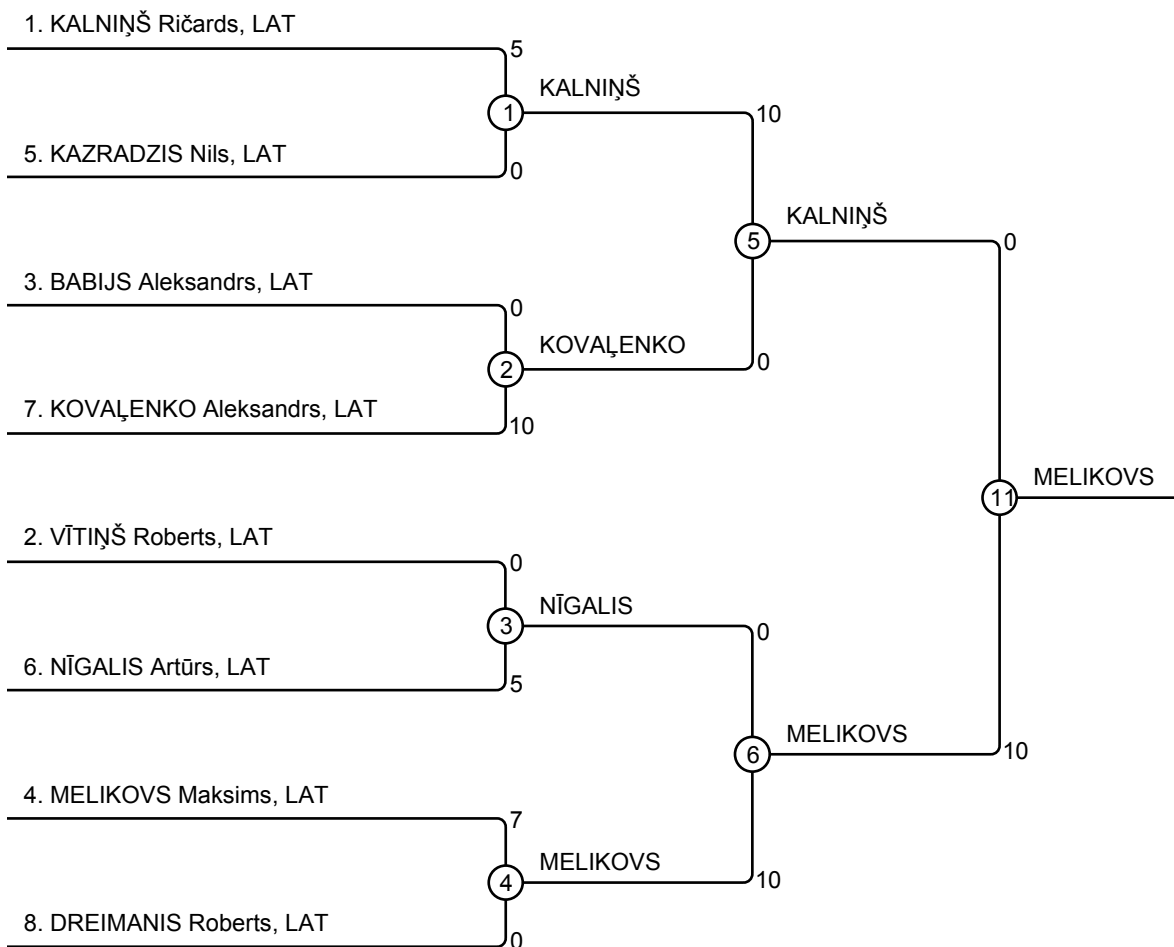 1. KALNIŅŠ Ričards, LAT
5
KALNIŅŠ
1
10
5. KAZRADZIS Nils, LAT
0
KALNIŅŠ
5
0
3. BABIJS Aleksandrs, LAT
0
KOVAĻENKO
2
0
7. KOVAĻENKO Aleksandrs, LAT
10
MELIKOVS
11
2. VĪTIŅŠ Roberts, LAT
0
NĪGALIS
3
0
6. NĪGALIS Artūrs, LAT
5
MELIKOVS
6
10
4. MELIKOVS Maksims, LAT
7
MELIKOVS
4
10
8. DREIMANIS Roberts, LAT
0